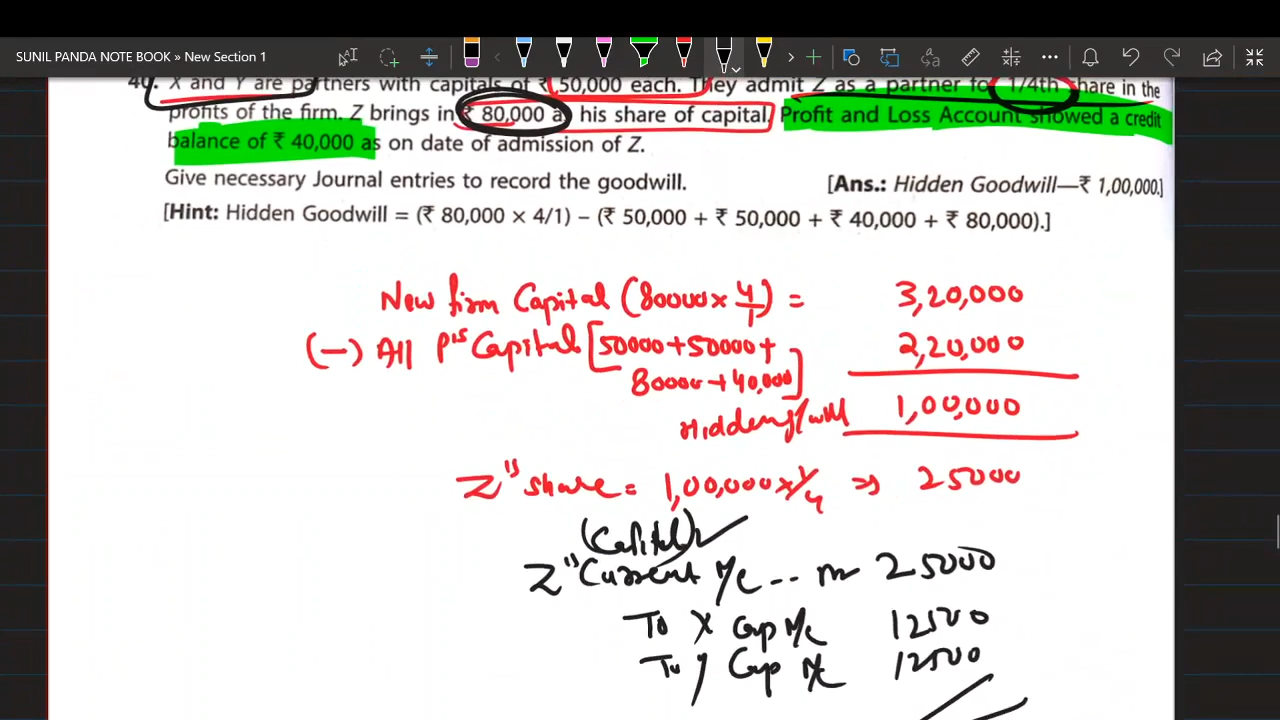 SUNIL PANDA NOTE BOOK » New Section 1
40. X and Y are partners with capitals of ₹ 50,000 each. They admit Z as a partner for 1/4th share in the
profits of the firm. Z brings in ₹ 80,000 as his share of capital. Profit and Loss Account showed a credit
balance of ₹ 40,000 as on date of admission of Z.
Give necessary Journal entries to record the goodwill. [Ans.: Hidden Goodwill—₹ 1,00,000.]
[Hint: Hidden Goodwill = (₹ 80,000 × 4/1) – (₹ 50,000 + ₹ 50,000 + ₹ 40,000 + ₹ 80,000).]
New firm Capital (80000 x 4/1) = 3,20,000
(–) All P's Capital [50000 + 50000 + 2,20,000
80000 + 40,000]
Hidden g/will 1,00,000
Z's share = 1,00,000 x 1/4 => 25000
(Capital)
Z's Current A/c -- Dr 25000
To X Cap A/c 12500
To Y Cap A/c 12500